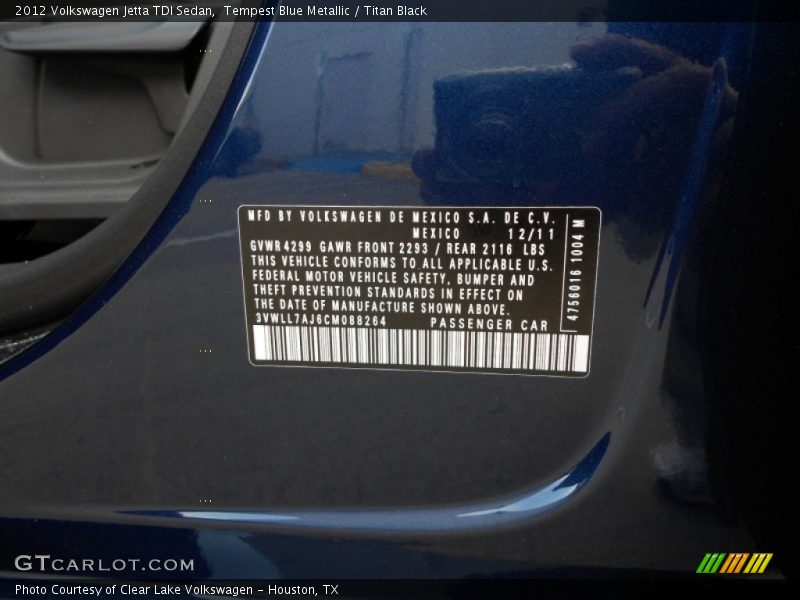 2012 Volkswagen Jetta TDI Sedan,  Tempest Blue Metallic / Titan Black
MFD BY VOLKSWAGEN DE MEXICO S.A. DE C.V.
MEXICO 12/11
GVWR 4299 GAWR FRONT 2293 / REAR 2116 LBS
THIS VEHICLE CONFORMS TO ALL APPLICABLE U.S.
FEDERAL MOTOR VEHICLE SAFETY, BUMPER AND
THEFT PREVENTION STANDARDS IN EFFECT ON
THE DATE OF MANUFACTURE SHOWN ABOVE.
3VWLL7AJ6CM088264 PASSENGER CAR
4756016 1004 M
GTcarlot.com
Photo Courtesy of Clear Lake Volkswagen - Houston, TX